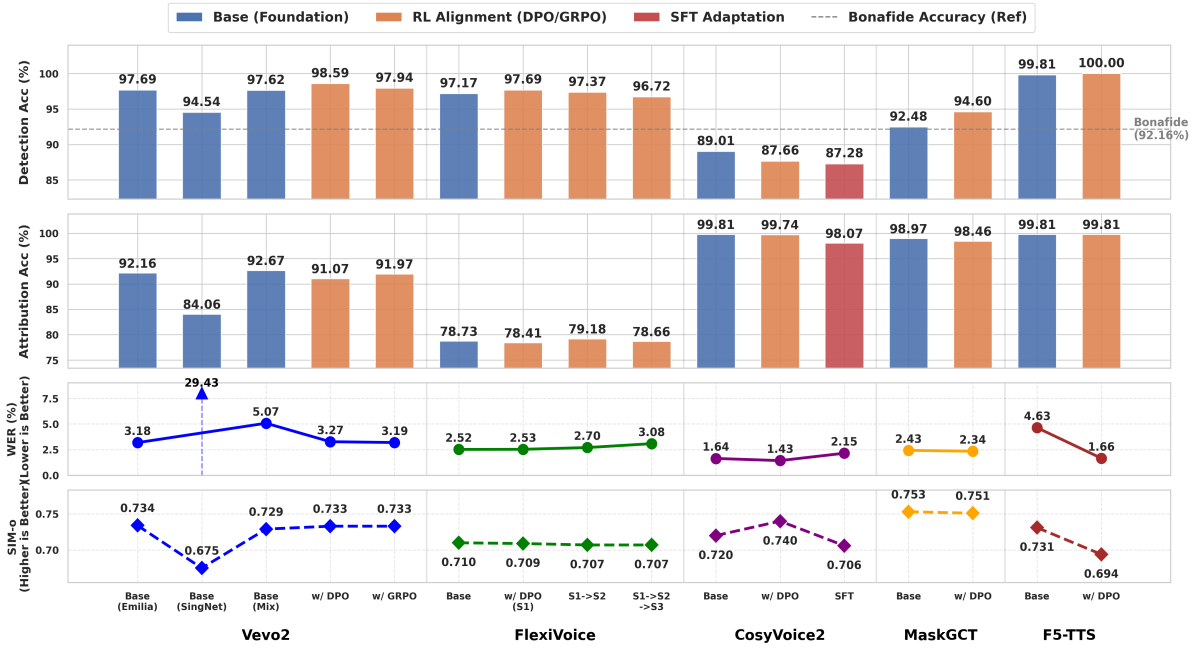 Base (Foundation)
RL Alignment (DPO/GRPO)
SFT Adaptation
Bonafide Accuracy (Ref)
Detection Acc (%)
100
95
90
85
97.69
94.54
97.62
98.59
97.94
97.17
97.69
97.37
96.72
89.01
87.66
87.28
92.48
94.60
99.81
100.00
Bonafide
(92.16%)
Attribution Acc (%)
100
95
90
85
80
75
92.16
84.06
92.67
91.07
91.97
78.73
78.41
79.18
78.66
99.81
99.74
98.07
98.97
98.46
99.81
99.81
WER (%)
(Lower is Better)
7.5
5.0
2.5
0.0
3.18
29.43
5.07
3.27
3.19
2.52
2.53
2.70
3.08
1.64
1.43
2.15
2.43
2.34
4.63
1.66
SIM-o
(Higher is Better)
0.75
0.70
0.734
0.675
0.729
0.733
0.733
0.710
0.709
0.707
0.707
0.720
0.740
0.706
0.753
0.751
0.731
0.694
Base
(Emilia)
Base
(SingNet)
Base
(Mix)
w/ DPO
w/ GRPO
Base
w/ DPO
(S1)
S1->S2
S1->S2
->S3
Base
w/ DPO
SFT
Base
w/ DPO
Base
w/ DPO
Vevo2
FlexiVoice
CosyVoice2
MaskGCT
F5-TTS